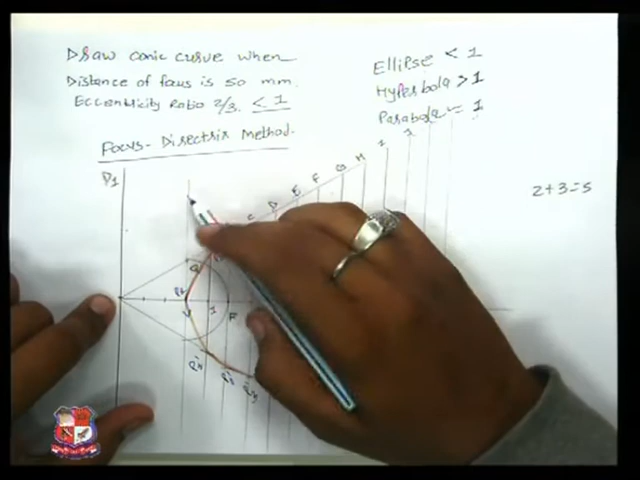 Draw conic curve when
Distance of focus is 50 mm.
Eccentricity Ratio 2/3. < 1
Ellipse < 1
Hyperbola > 1
Parabola = 1
Focus - Directrix Method.
2+3=5
D1
C
D
E
F
G
H
1
F